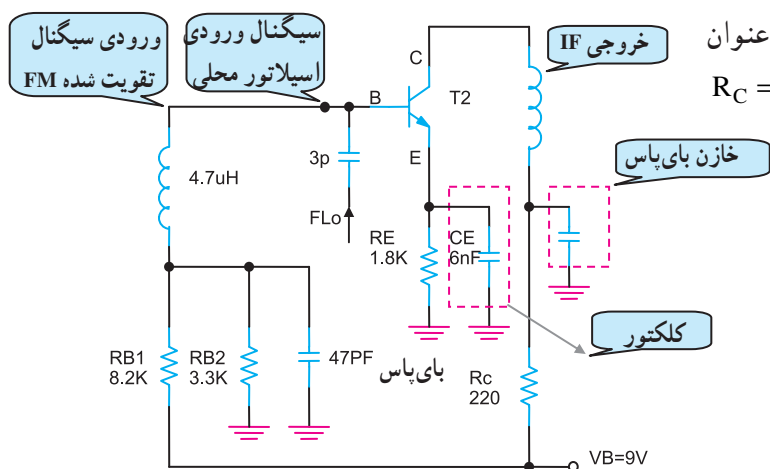 ورودی سیگنال
تقویت شده FM
سیگنال ورودی
اسیلاتور محلی
خروجی IF
عنوان
R_C =
C
B
T2
E
4.7uH
3p
FLo
خازن بای‌پاس
RE
1.8K
CE
6nF
کلکتور
RB1
8.2K
RB2
3.3K
47PF
بای‌پاس
Rc
220
VB=9V